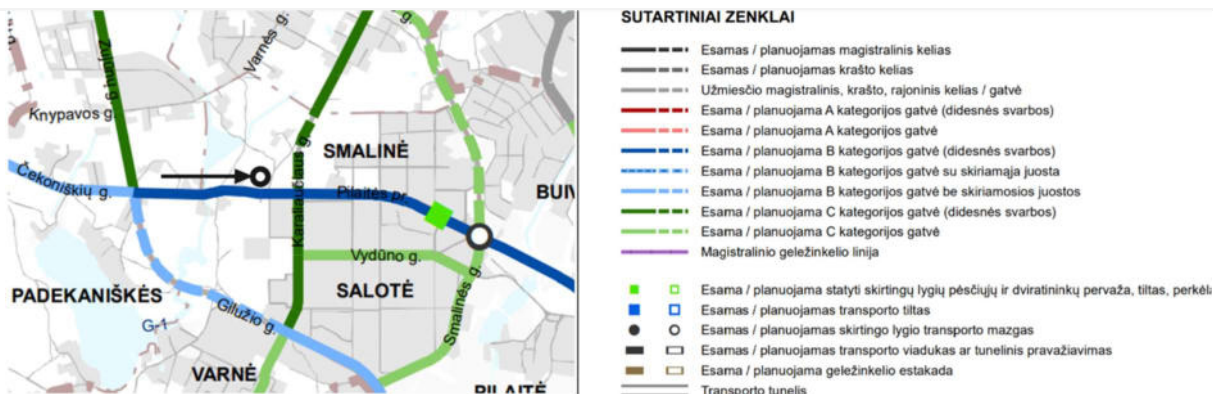 Varnės g.
Žujūnų g.
Knypavos g.
SMALINĖ
Karaliaučiaus g.
Čekoniškių g.
Pilaitės pr.
Vydūno g.
PADEKANIŠKĖS
SALOTĖ
Smalinės g.
G-1
Gilužio g.
VARNĖ
PILAITĖ
SUTARTINIAI ZENKLAI
Esamas / planuojamas magistralinis kelias
Esamas / planuojamas krašto kelias
Užmiesčio magistralinis, krašto, rajoninis kelias / gatvė
Esama / planuojama A kategorijos gatvė (didesnės svarbos)
Esama / planuojama A kategorijos gatvė
Esama / planuojama B kategorijos gatvė (didesnės svarbos)
Esama / planuojama B kategorijos gatvė su skiriamąja juosta
Esama / planuojama B kategorijos gatvė be skiriamosios juostos
Esama / planuojama C kategorijos gatvė (didesnės svarbos)
Esama / planuojama C kategorijos gatvė
Magistralinio geležinkelio linija
Esama / planuojama statyti skirtingų lygių pėsčiųjų ir dviratininkų pervaža, tiltas, perkėla
Esamas / planuojamas transporto tiltas
Esamas / planuojamas skirtingo lygio transporto mazgas
Esamas / planuojamas transporto viadukas ar tunelinis pravažiavimas
Esama / planuojama geležinkelio estakada
Transporto tunelis